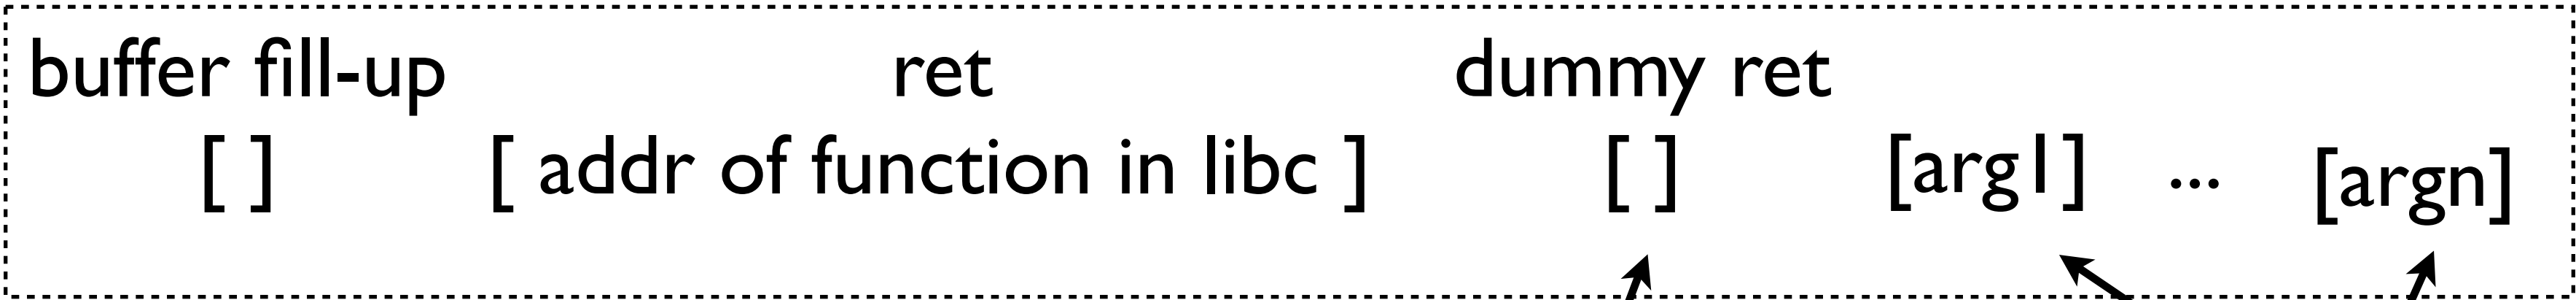 buffer fill-up ret dummy ret
[ ] [ addr of function in libc ] [ ] [arg1] ... [argn]